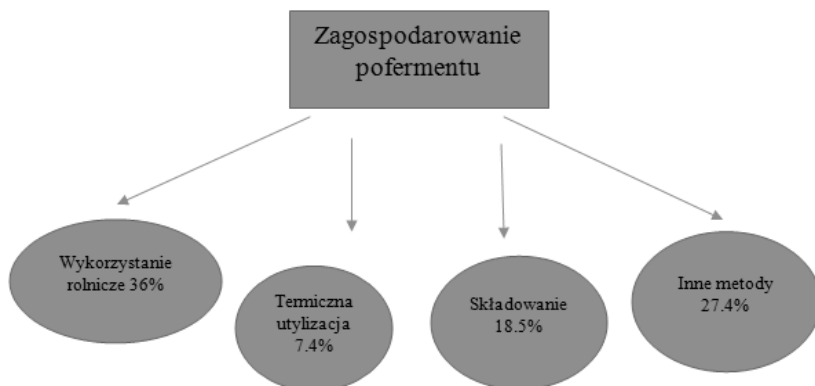 Zagospodarowanie
pofermentu
Wykorzystanie
rolnicze 36%
Termiczna
utylizacja
7.4%
Składowanie
18.5%
Inne metody
27.4%